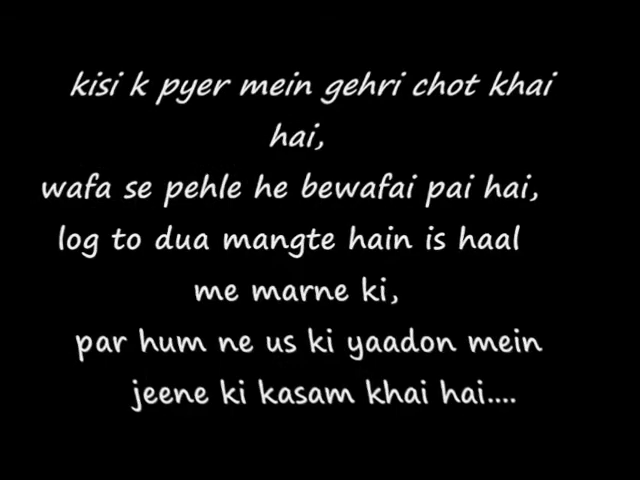 kisi k pyer mein gehri chot khai
hai,
wafa se pehle he bewafai pai hai,
log to dua mangte hain is haal
me marne ki,
par hum ne us ki yaadon mein
jeene ki kasam khai hai....